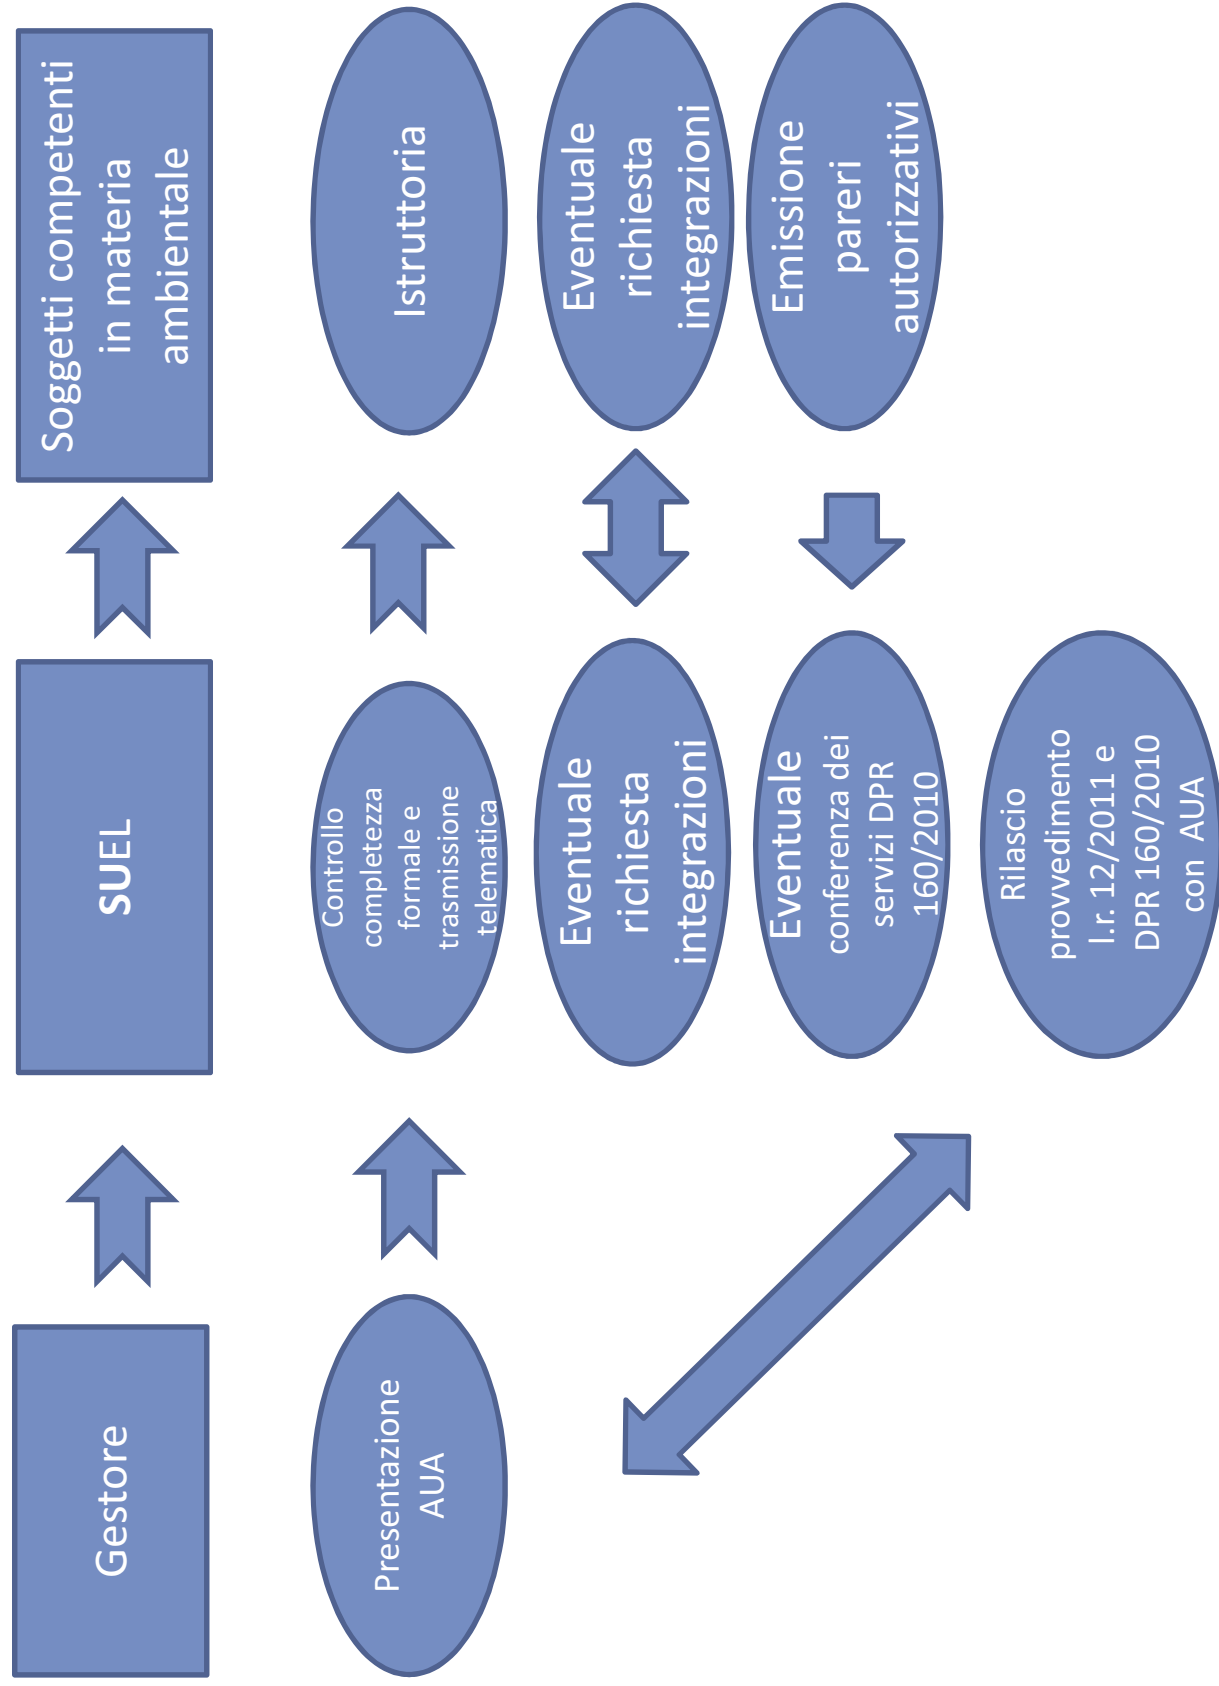 Gestore
SUEL
Soggetti competenti
in materia
ambientale
Presentazione
AUA
Controllo
completezza
formale e
trasmissione
telematica
Istruttoria
Eventuale
richiesta
integrazioni
Eventuale
richiesta
integrazioni
Eventuale
conferenza dei
servizi DPR
160/2010
Emissione
pareri
autorizzativi
Rilascio
provvedimento
l.r. 12/2011 e
DPR 160/2010
con AUA